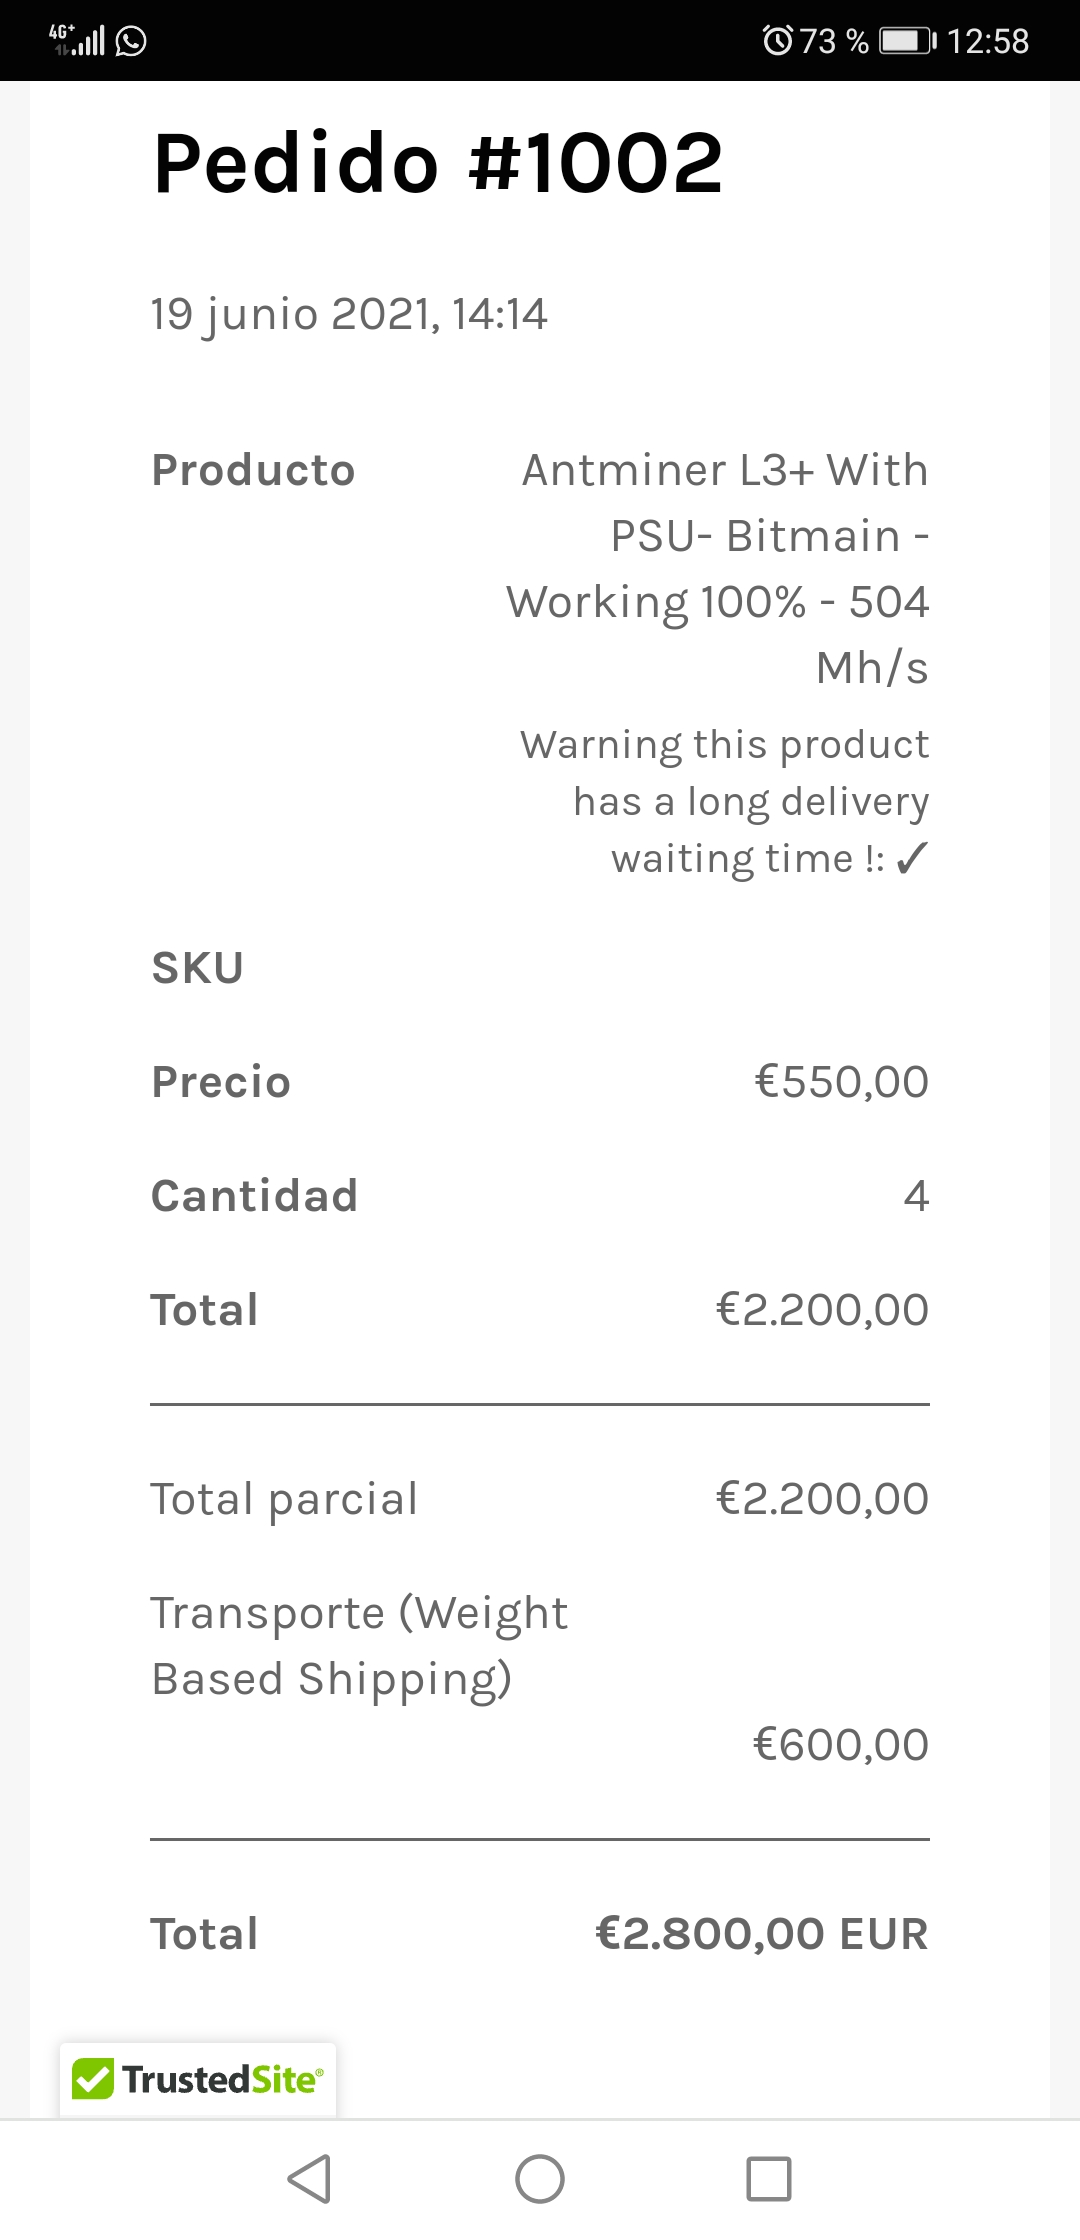 4G+
73 %
12:58
Pedido #1002
19 junio 2021, 14:14
Producto
Antminer L3+ With
PSU- Bitmain -
Working 100% - 504
Mh/s
Warning this product
has a long delivery
waiting time !: ✓
SKU
Precio €550,00
Cantidad 4
Total €2.200,00
Total parcial €2.200,00
Transporte (Weight
Based Shipping)
€600,00
Total €2.800,00 EUR
TrustedSite®